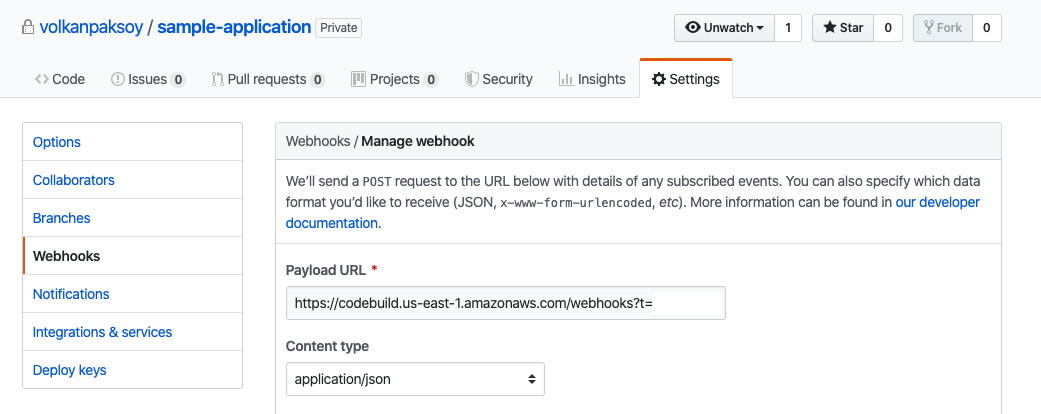 volkanpaksoy / sample-application Private
Unwatch 1 Star 0 Fork 0
Code Issues 0 Pull requests 0 Projects 0 Security Insights Settings
Options
Collaborators
Branches
Webhooks
Notifications
Integrations & services
Deploy keys
Webhooks / Manage webhook
We’ll send a POST request to the URL below with details of any subscribed events. You can also specify which data
format you’d like to receive (JSON, x-www-form-urlencoded, etc). More information can be found in our developer
documentation.
Payload URL *
https://codebuild.us-east-1.amazonaws.com/webhooks?t=
Content type
application/json